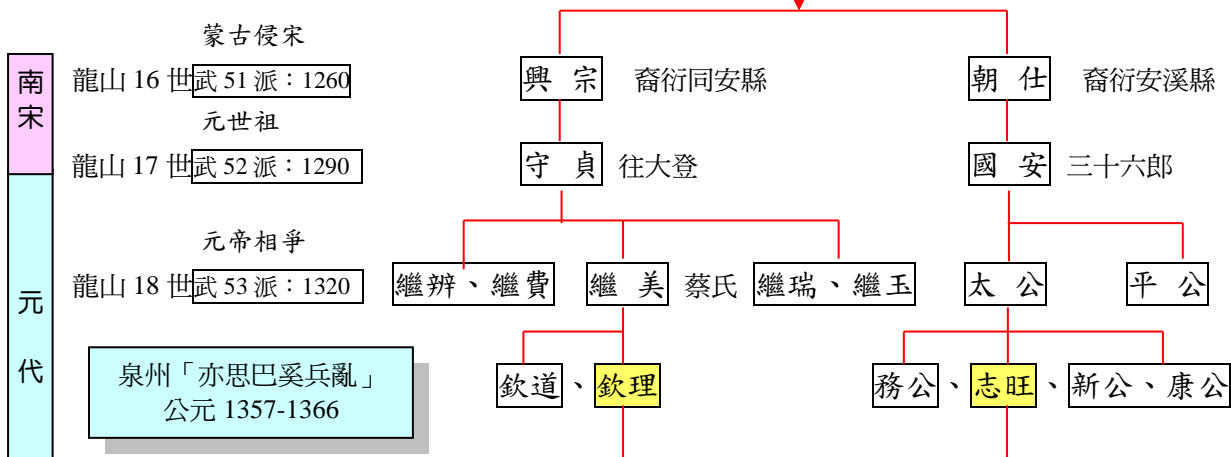 蒙古侵宋
南宋
龍山 16 世 武 51 派：1260 興 宗 裔衍同安縣 朝 仕 裔衍安溪縣
元世祖
龍山 17 世 武 52 派：1290 守 貞 往大登 國 安 三十六郎
元帝相爭
元代
龍山 18 世 武 53 派：1320 繼辨、繼費 繼 美 蔡氏 繼瑞、繼玉 太 公 平 公
泉州「亦思巴奚兵亂」
公元 1357-1366
欽道、欽理 務公、志旺、新公、康公